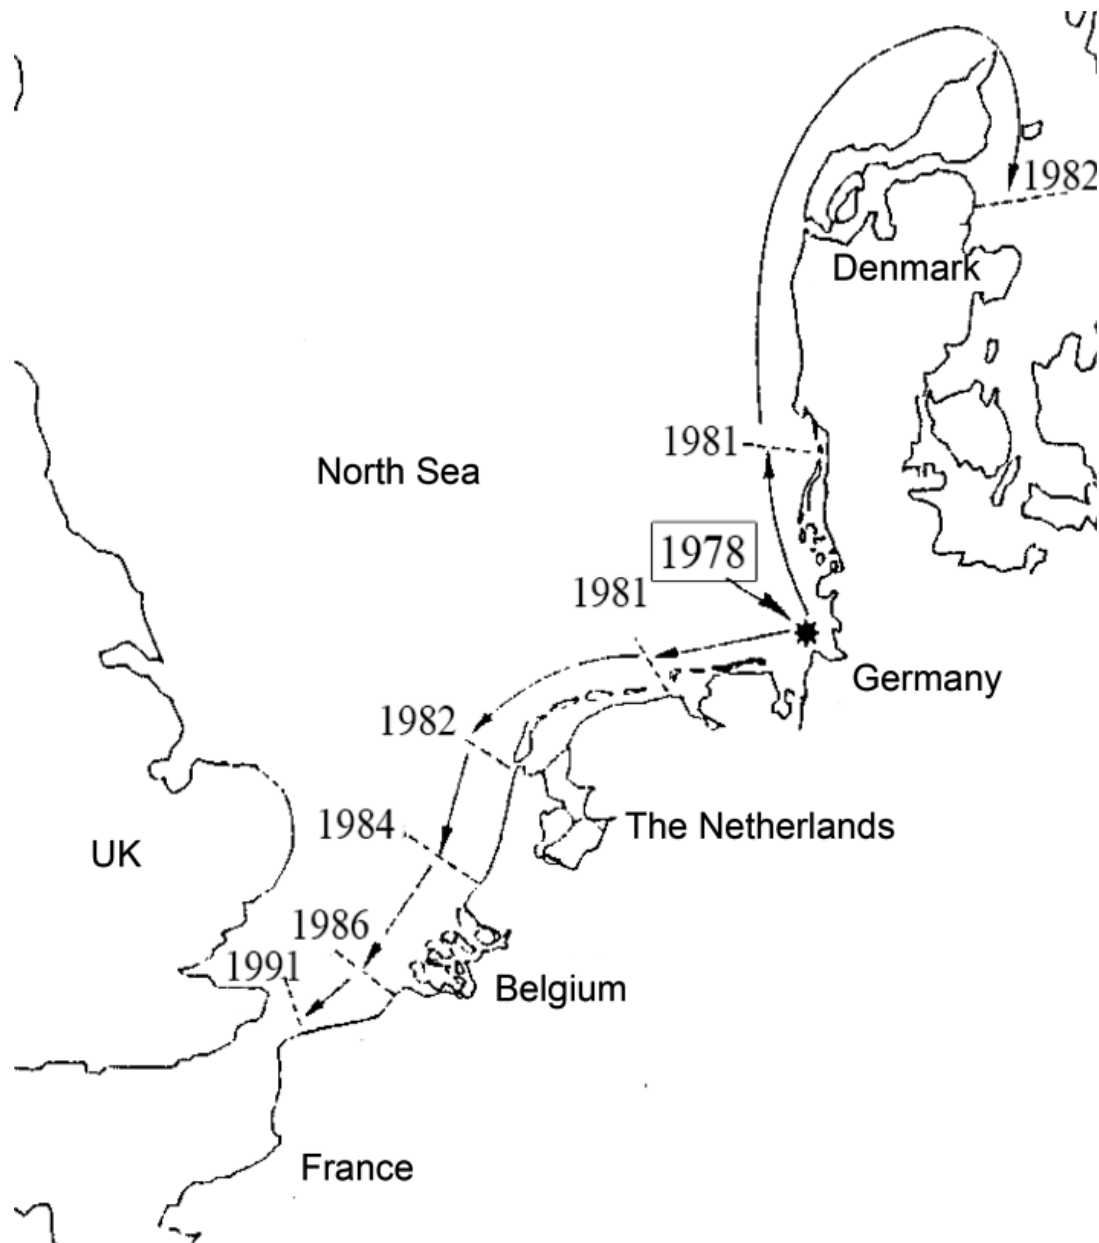 1982
Denmark
1981
North Sea
1978
1981
Germany
1982
1984
The Netherlands
UK
1986
1991
Belgium
France